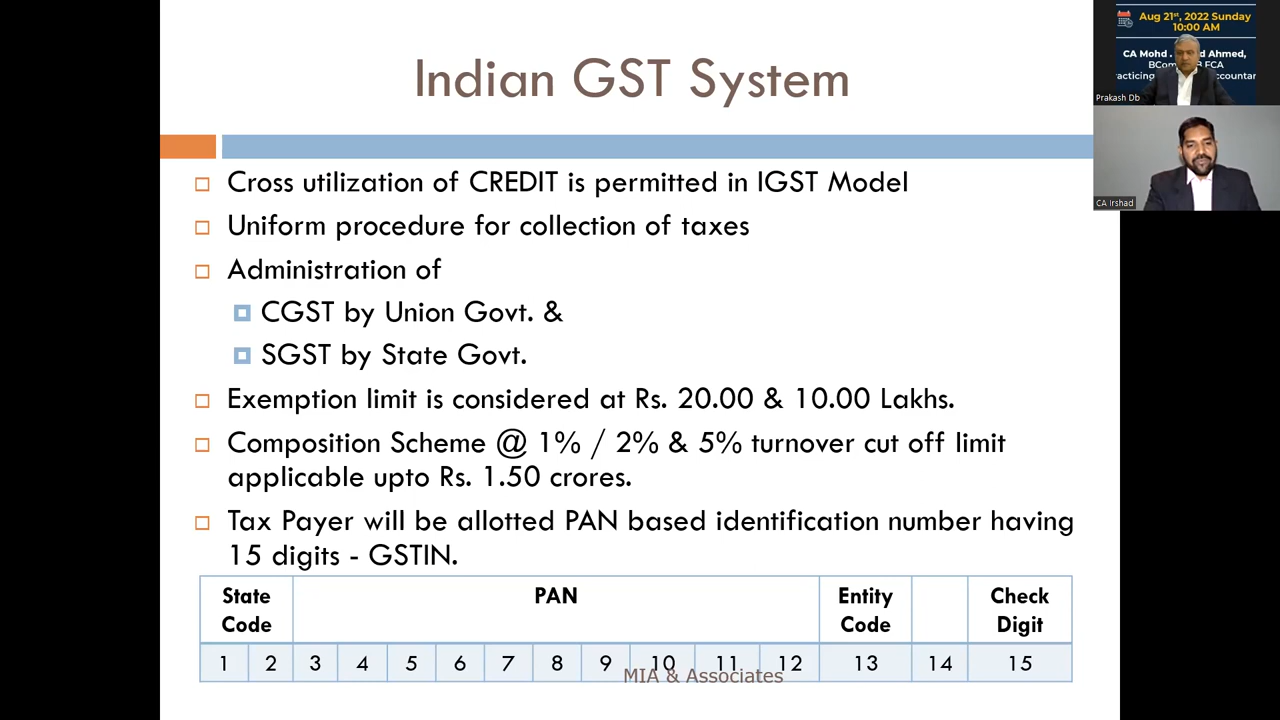 Indian GST System
Cross utilization of CREDIT is permitted in IGST Model
Uniform procedure for collection of taxes
Administration of
CGST by Union Govt. &
SGST by State Govt.
Exemption limit is considered at Rs. 20.00 & 10.00 Lakhs.
Composition Scheme @ 1% / 2% & 5% turnover cut off limit
applicable upto Rs. 1.50 crores.
Tax Payer will be allotted PAN based identification number having
15 digits - GSTIN.
State Code PAN Entity Code Check Digit
1 2 3 4 5 6 7 8 9 10 11 12 13 14 15
MIA & Associates
Aug 21st, 2022 Sunday
10:00 AM
CA Mohd . Ahmed,
FCA
Prakash Db
CA Irshad